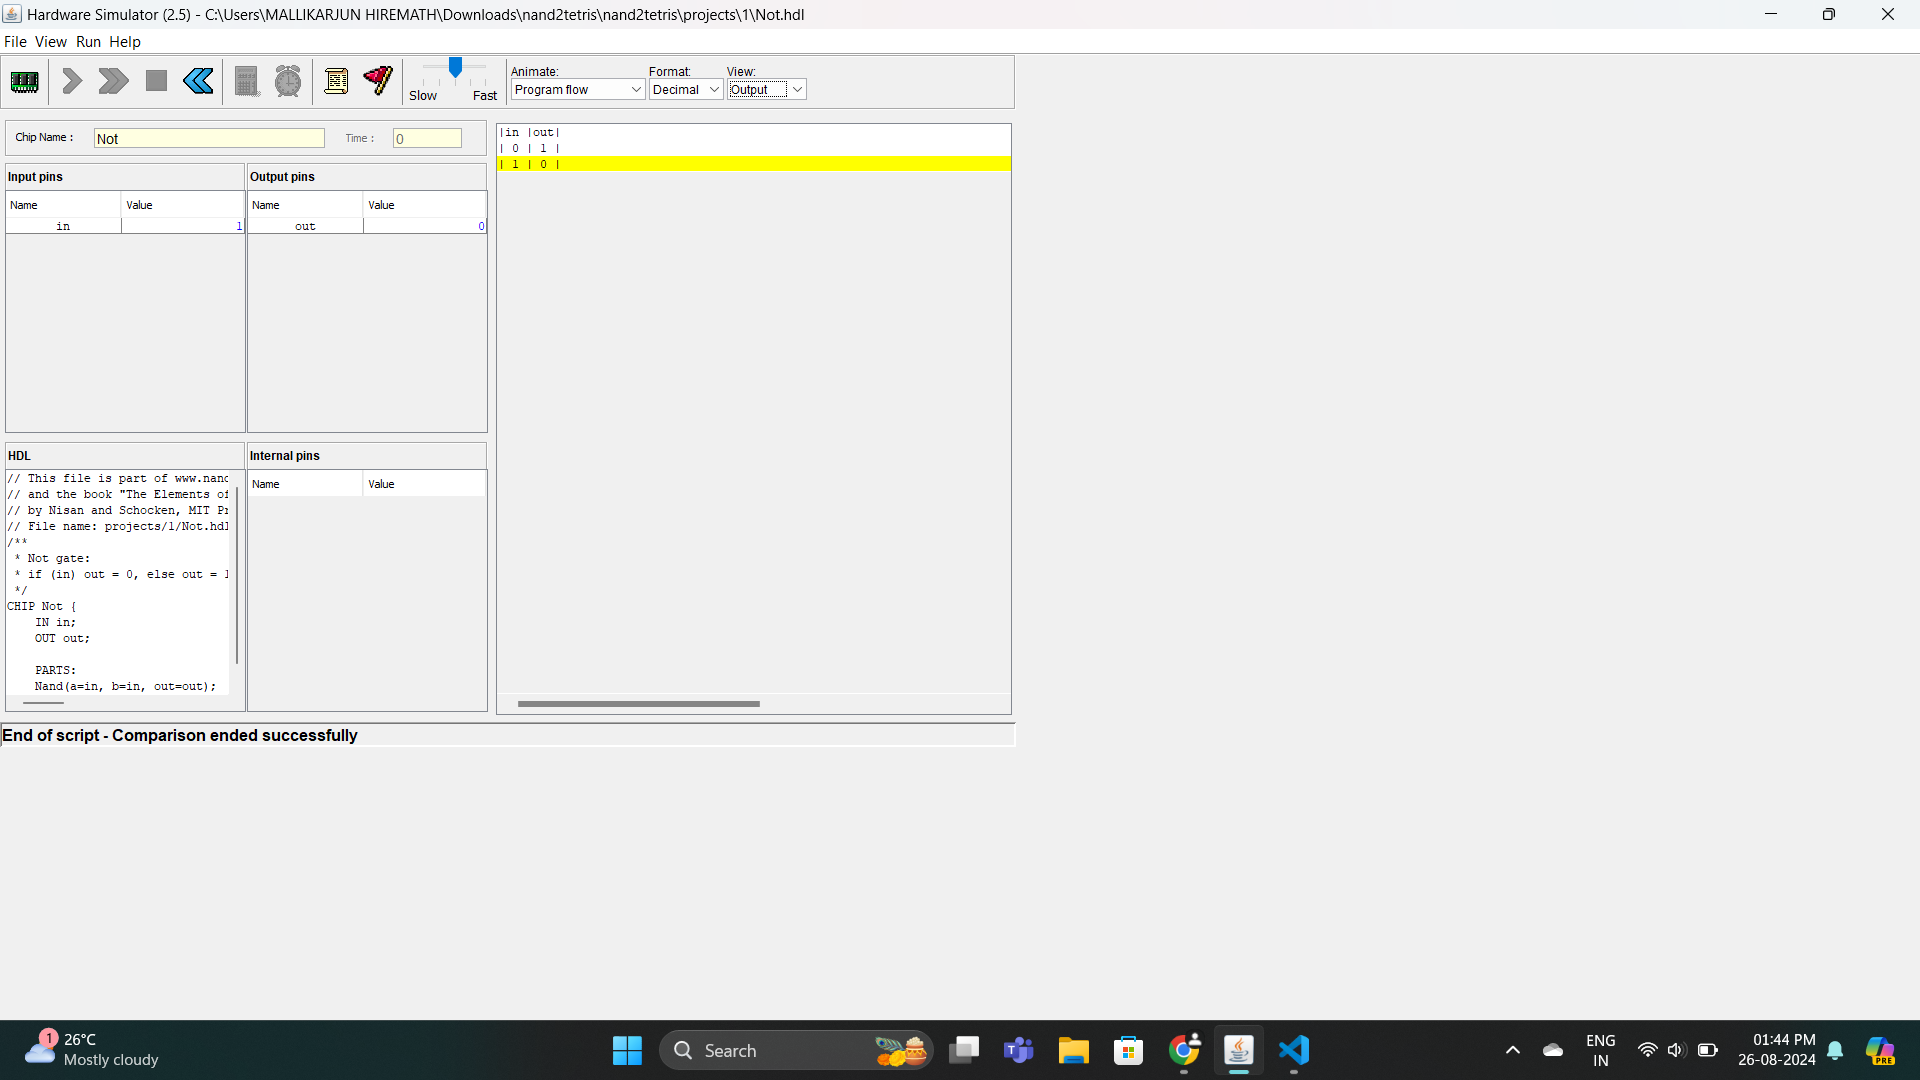 Hardware Simulator (2.5) - C:\Users\MALLIKARJUN HIREMATH\Downloads\nand2tetris\nand2tetris\projects\1\Not.hdl
File View Run Help
Animate: Format: View:
Program flow Decimal Output
Slow Fast
Chip Name : Not Time : 0
Input pins Output pins
Name Value Name Value
in 1 out 0
|in |out|
| 0 | 1 |
| 1 | 0 |
HDL Internal pins
Name Value
// This file is part of www.nand
// and the book "The Elements of
// by Nisan and Schocken, MIT Pr
// File name: projects/1/Not.hdl
/**
 * Not gate:
 * if (in) out = 0, else out = 1
 */
CHIP Not {
    IN in;
    OUT out;
    PARTS:
    Nand(a=in, b=in, out=out);
End of script - Comparison ended successfully
1 26°C
Mostly cloudy
Search
ENG
IN
01:44 PM
26-08-2024
PRE